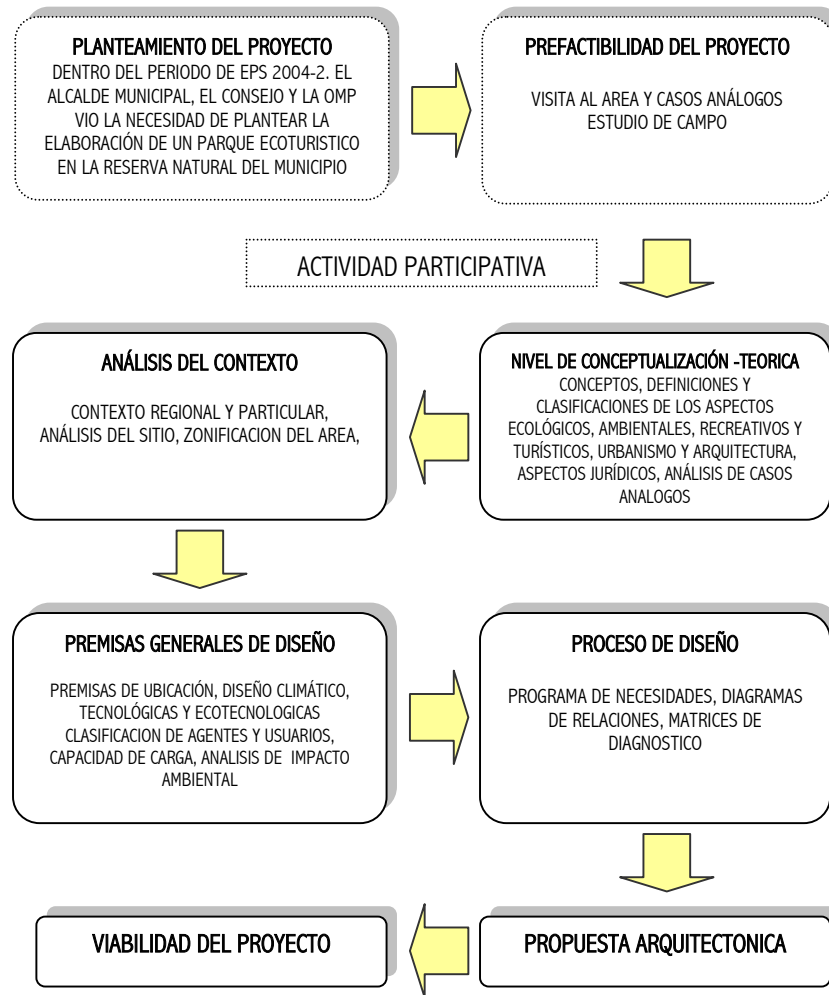 PLANTEAMIENTO DEL PROYECTO
DENTRO DEL PERIODO DE EPS 2004-2. EL
ALCALDE MUNICIPAL, EL CONSEJO Y LA OMP
VIO LA NECESIDAD DE PLANTEAR LA
ELABORACIÓN DE UN PARQUE ECOTURISTICO
EN LA RESERVA NATURAL DEL MUNICIPIO
PREFACTIBILIDAD DEL PROYECTO
VISITA AL AREA Y CASOS ANÁLOGOS
ESTUDIO DE CAMPO
ACTIVIDAD PARTICIPATIVA
NIVEL DE CONCEPTUALIZACIÓN -TEORICA
CONCEPTOS, DEFINICIONES Y
CLASIFICACIONES DE LOS ASPECTOS
ECOLÓGICOS, AMBIENTALES, RECREATIVOS Y
TURÍSTICOS, URBANISMO Y ARQUITECTURA,
ASPECTOS JURÍDICOS, ANÁLISIS DE CASOS
ANALOGOS
ANÁLISIS DEL CONTEXTO
CONTEXTO REGIONAL Y PARTICULAR,
ANÁLISIS DEL SITIO, ZONIFICACION DEL AREA,
PREMISAS GENERALES DE DISEÑO
PREMISAS DE UBICACIÓN, DISEÑO CLIMÁTICO,
TECNOLÓGICAS Y ECOTECNOLOGICAS
CLASIFICACION DE AGENTES Y USUARIOS,
CAPACIDAD DE CARGA, ANALISIS DE IMPACTO
AMBIENTAL
PROCESO DE DISEÑO
PROGRAMA DE NECESIDADES, DIAGRAMAS
DE RELACIONES, MATRICES DE
DIAGNOSTICO
PROPUESTA ARQUITECTONICA
VIABILIDAD DEL PROYECTO